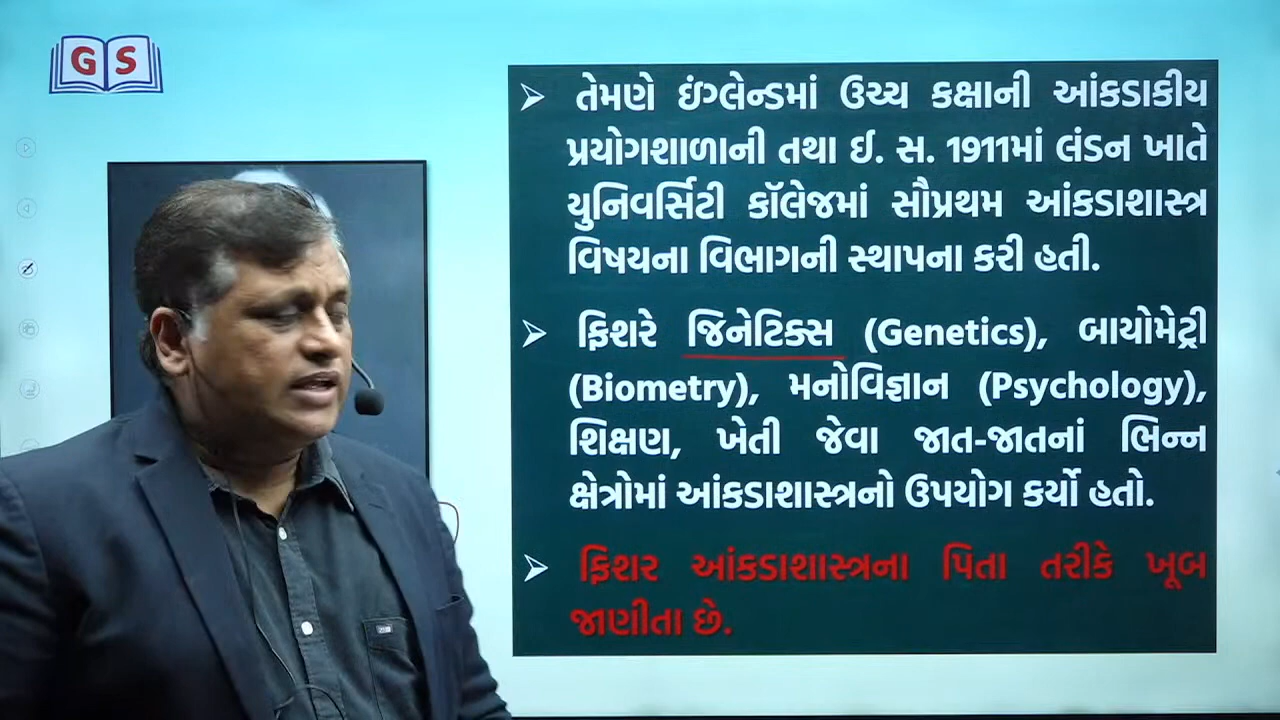 G S
➢ તેમણે ઇંગ્લેન્ડમાં ઉચ્ચ કક્ષાની આંકડાકીય
પ્રયોગશાળાની તથા ઈ. સ. 1911માં લંડન ખાતે
યુનિવર્સિટી કૉલેજમાં સૌપ્રથમ આંકડાશાસ્ત્ર
વિષયના વિભાગની સ્થાપના કરી હતી.
➢ ફિશરે જિનેટિક્સ (Genetics), બાયોમેટ્રી
(Biometry), મનોવિજ્ઞાન (Psychology),
શિક્ષણ, ખેતી જેવા જાત-જાતનાં ભિન્ન
ક્ષેત્રોમાં આંકડાશાસ્ત્રનો ઉપયોગ કર્યો હતો.
➢ ફિશર આંકડાશાસ્ત્રના પિતા તરીકે ખૂબ
જાણીતા છે.